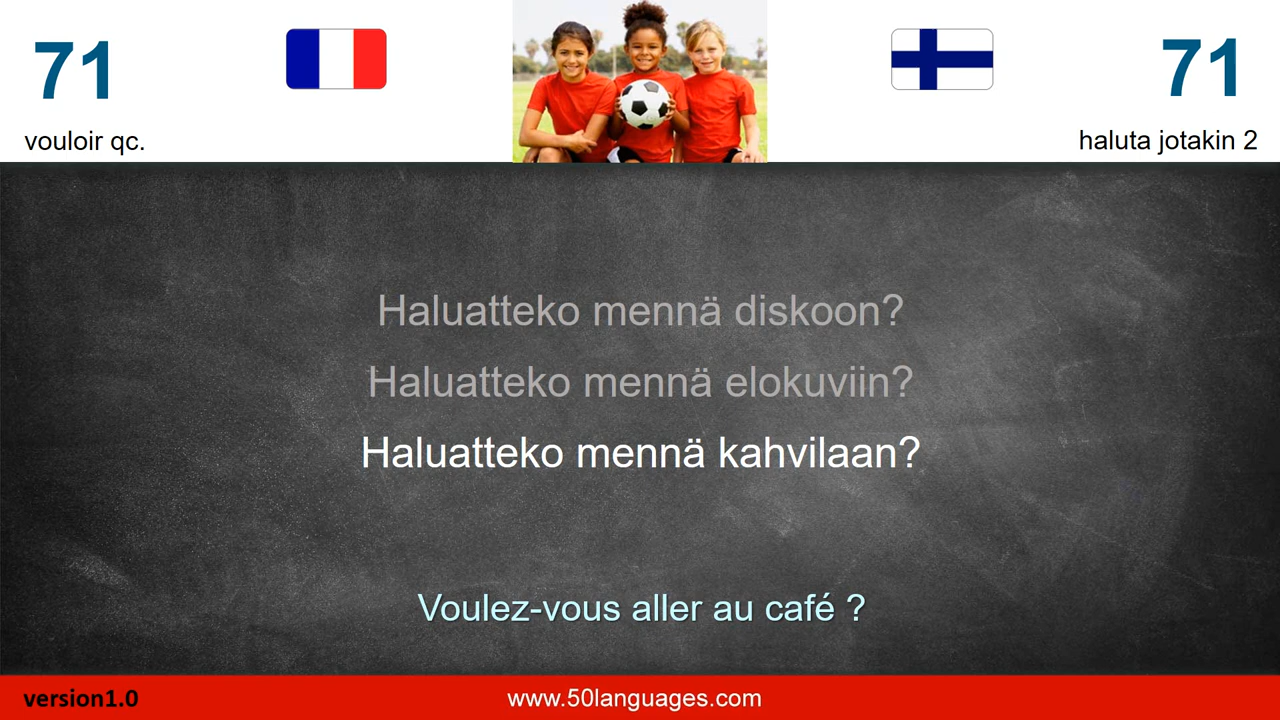 71
71
vouloir qc.
haluta jotakin 2
Haluatteko mennä diskoon?
Haluatteko mennä elokuviin?
Haluatteko mennä kahvilaan?
Voulez-vous aller au café ?
version1.0
www.50languages.com